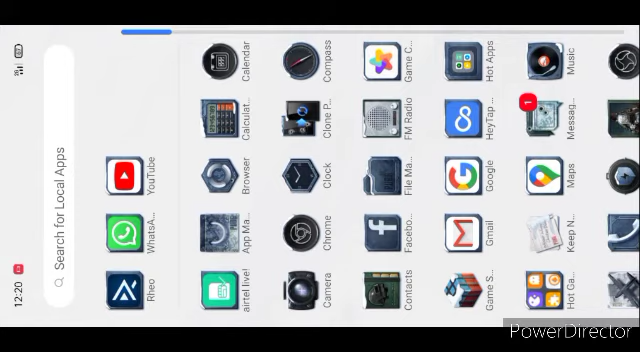 12:20
Search for Local Apps
Rheo WhatsA... YouTube
airtel live! App Ma... Browser Calculat... Calendar
Camera Chrome Clock Clone P... Compass
Contacts Facebo... File Ma... FM Radio Game C...
Game S... Gmail Google HeyTap ... Hot Apps
1
Hot Ga... Keep N... Maps Messag... Music
PowerDirector